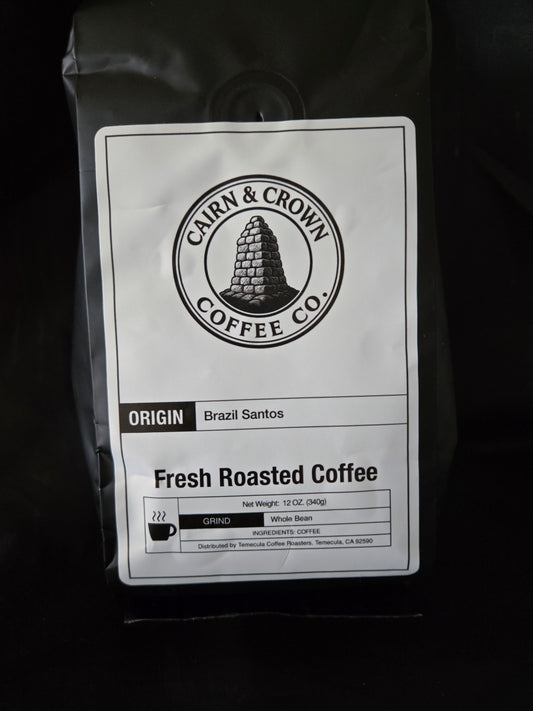 CAIRN & CROWN
COFFEE CO.
ORIGIN Brazil Santos
Fresh Roasted Coffee
Net Weight: 12 OZ. (340g)
GRIND Whole Bean
INGREDIENTS: COFFEE
Distributed by Temecula Coffee Roasters. Temecula, CA 92590